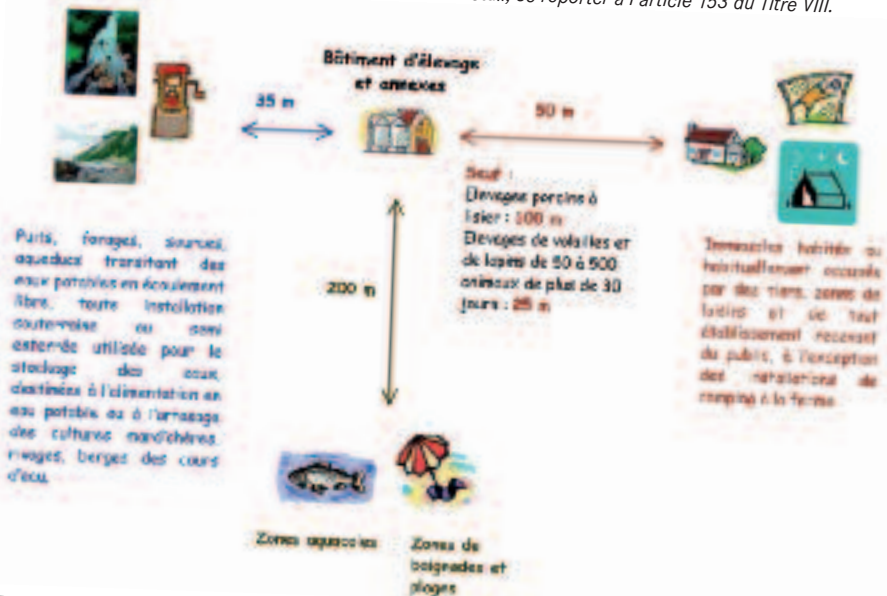 se reporter à l'article 153 du Titre VIII.
Bâtiment d'élevage
et annexes
35 m
50 m
Sauf :
Elevages porcins à
lisier : 100 m
Elevages de volailles et
de lapins de 50 à 500
animaux de plus de 30
jours : 25 m
200 m
Puits, forages, sources,
aqueducs transitant des
eaux potables en écoulement
libre, toute installation
souterraine ou semi
enterrée utilisée pour le
stockage des eaux,
destinées à l'alimentation en
eau potable ou à l'arrosage
des cultures maraîchères,
rivages, berges des cours
d'eau.
Immeubles habités ou
habituellement occupés
par des tiers, zones de
loisirs et de tout
établissement recevant
du public, à l'exception
des installations de
camping à la ferme
Zones aquacoles
Zones de
baignades et
plages